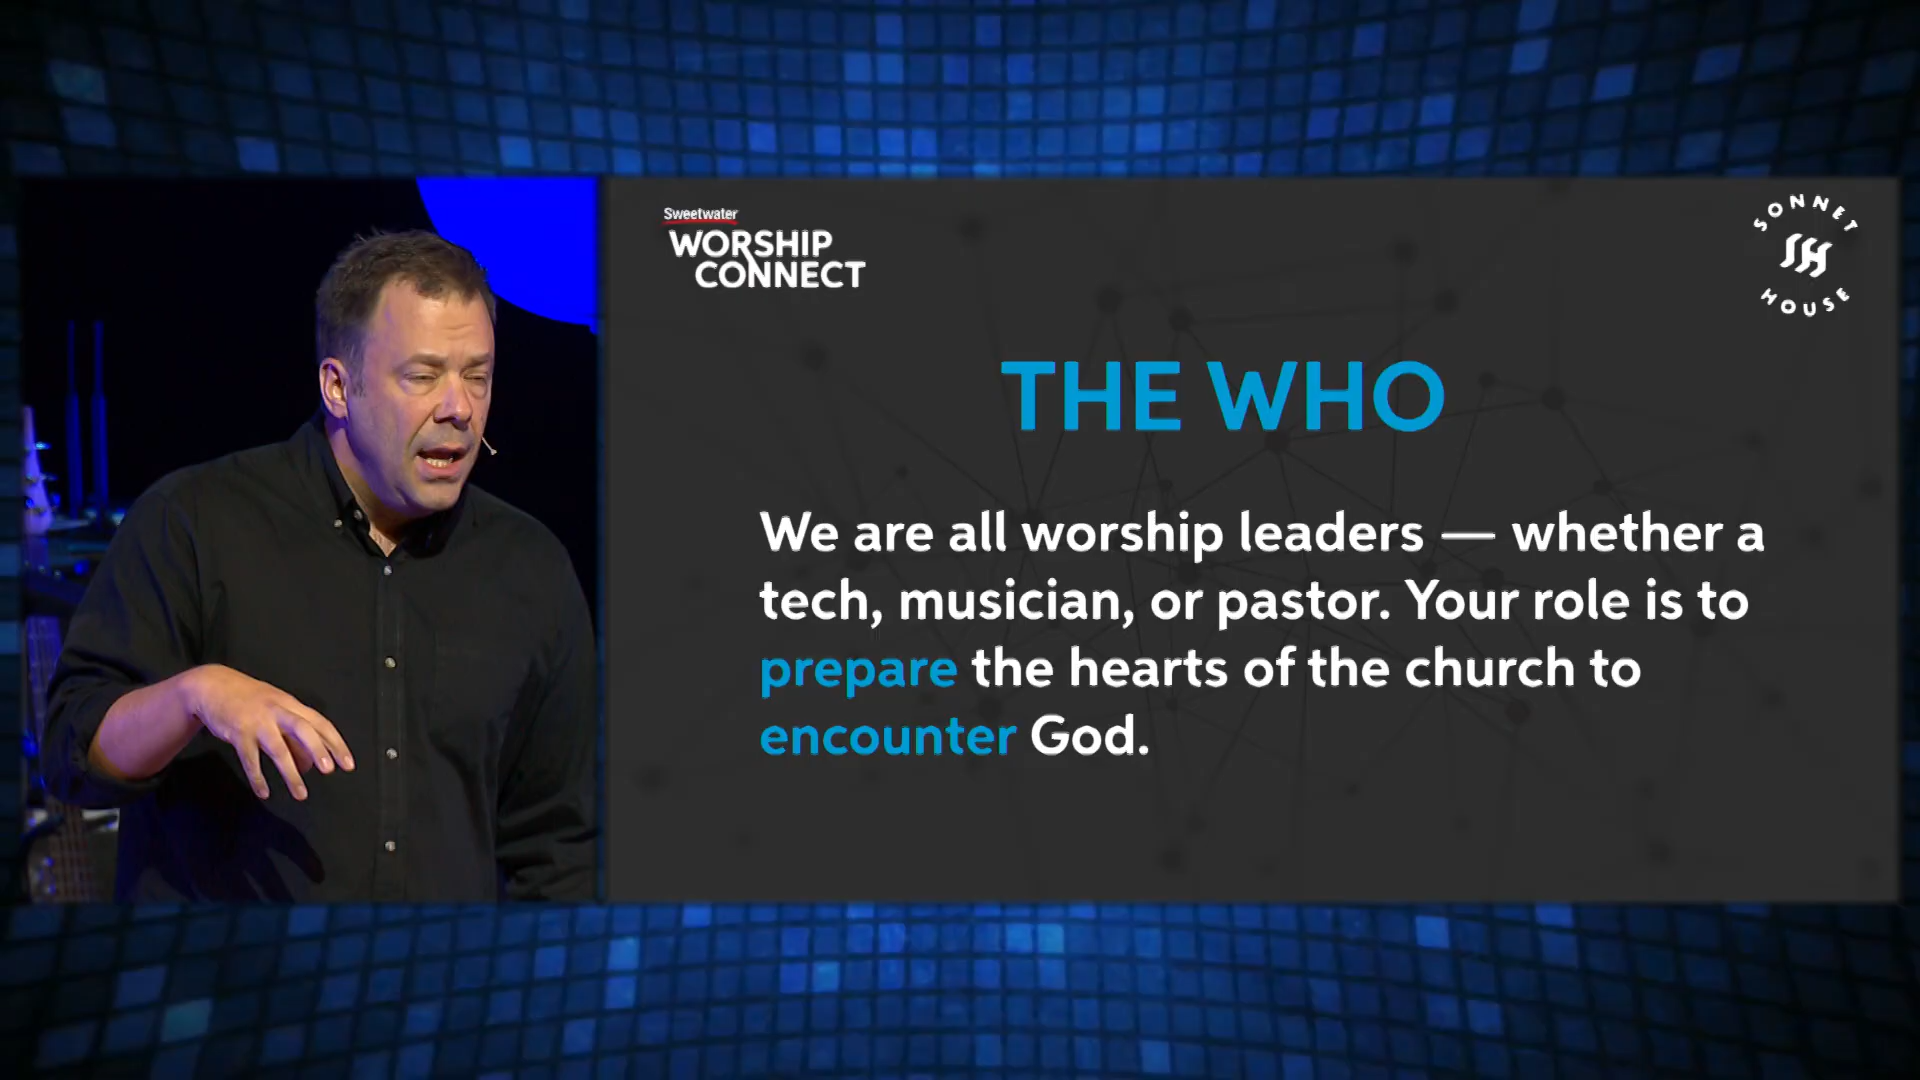 Sweetwater
WORSHIP
CONNECT
SONNET
SH
HOUSE
THE WHO
We are all worship leaders — whether a
tech, musician, or pastor. Your role is to
prepare the hearts of the church to
encounter God.